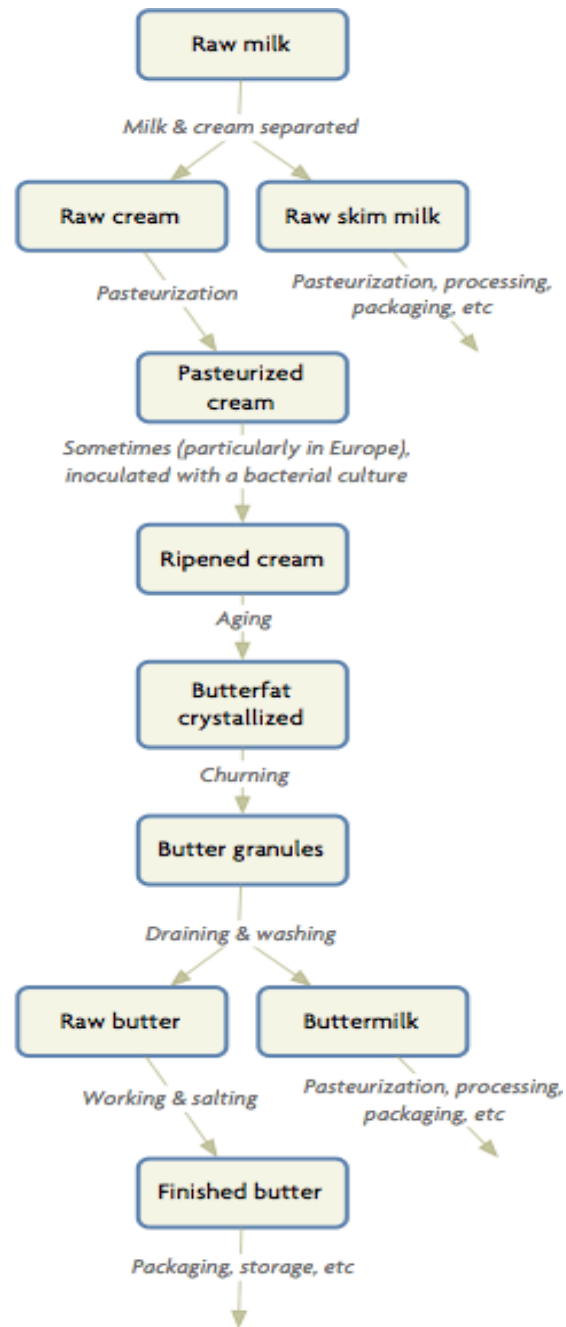 Raw milk
Milk & cream separated
Raw cream
Raw skim milk
Pasteurization
Pasteurization, processing,
packaging, etc
Pasteurized
cream
Sometimes (particularly in Europe),
inoculated with a bacterial culture
Ripened cream
Aging
Butterfat
crystallized
Churning
Butter granules
Draining & washing
Raw butter
Buttermilk
Working & salting
Pasteurization, processing,
packaging, etc
Finished butter
Packaging, storage, etc